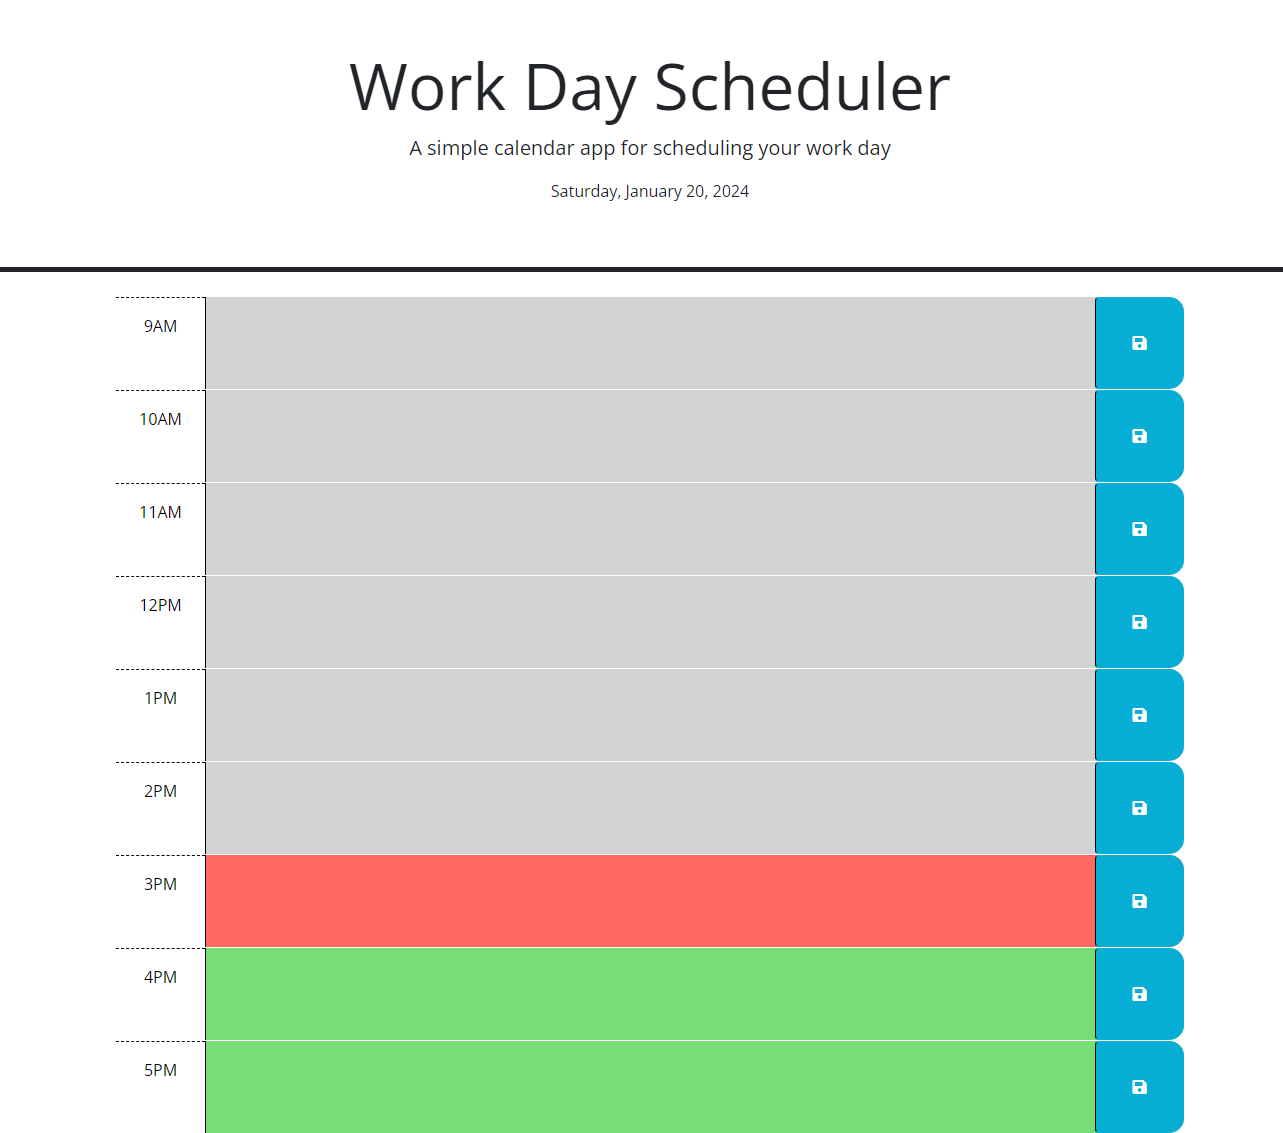 Work Day Scheduler
A simple calendar app for scheduling your work day
Saturday, January 20, 2024
9AM
10AM
11AM
12PM
1PM
2PM
3PM
4PM
5PM